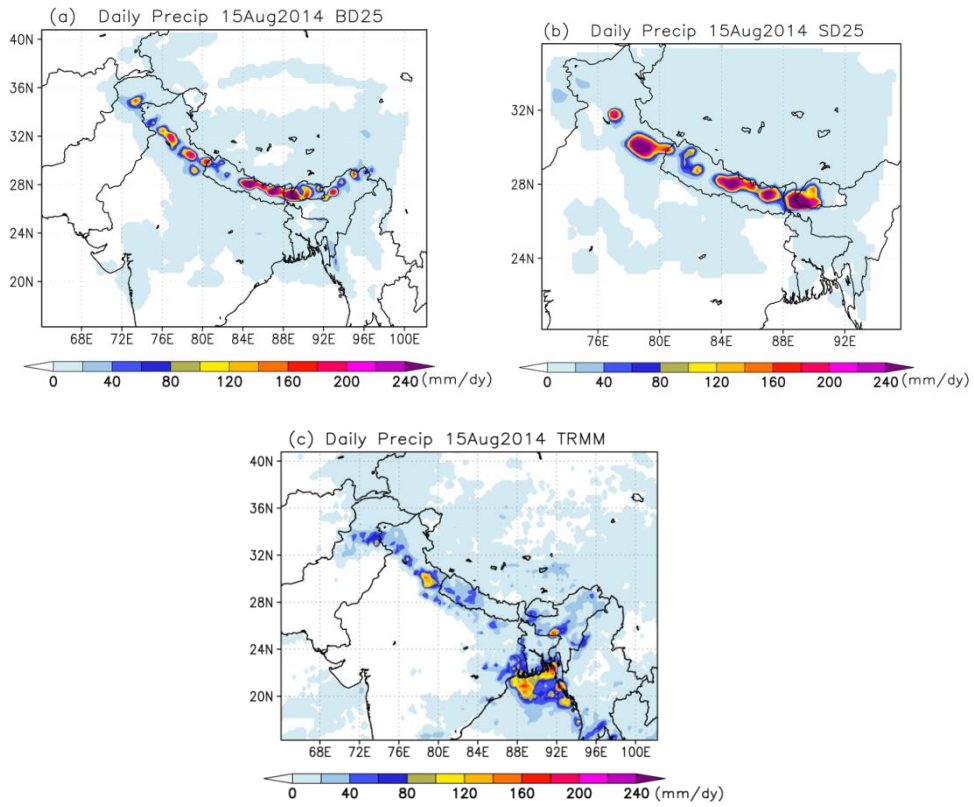 (a) Daily Precip 15Aug2014 BD25
40N
36N
32N
28N
24N
20N
68E 72E 76E 80E 84E 88E 92E 96E 100E
0 40 80 120 160 200 240 (mm/dy)
(b) Daily Precip 15Aug2014 SD25
32N
28N
24N
76E 80E 84E 88E 92E
0 40 80 120 160 200 240 (mm/dy)
(c) Daily Precip 15Aug2014 TRMM
40N
36N
32N
28N
24N
20N
68E 72E 76E 80E 84E 88E 92E 96E 100E
0 40 80 120 160 200 240 (mm/dy)